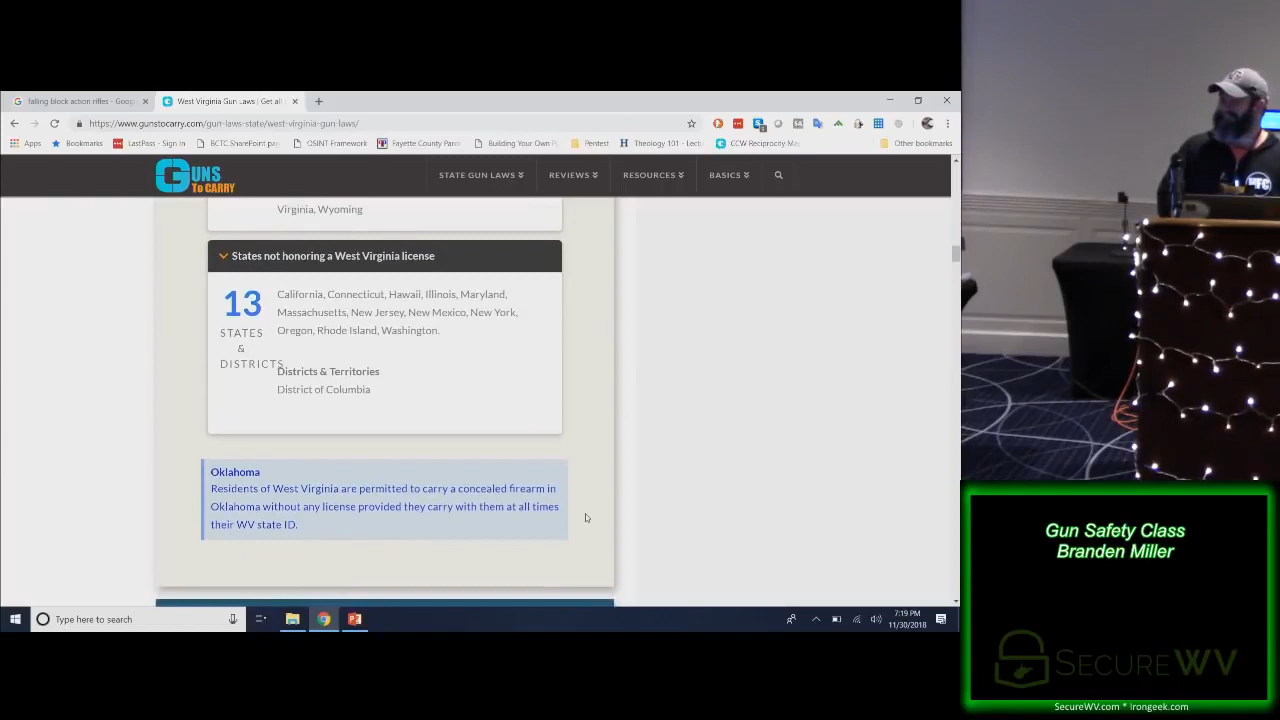 falling block action rifles - Goog
West Virginia Gun Laws | Get all
https://www.gunstocarry.com/gun-laws-state/west-virginia-gun-laws/
Apps
Bookmarks
LastPass - Sign in
BCTC SharePoint pag
OSINT Framework
Fayette County Paro
Building Your Own P
Pentest
Theology 101 - Lectu
CCW Reciprocity Map
Other bookmarks
GUNS
TO CARRY
STATE GUN LAWS
REVIEWS
RESOURCES
BASICS
Virginia, Wyoming
States not honoring a West Virginia license
13
STATES
&
DISTRICTS
California, Connecticut, Hawaii, Illinois, Maryland,
Massachusetts, New Jersey, New Mexico, New York,
Oregon, Rhode Island, Washington.
Districts & Territories
District of Columbia
Oklahoma
Residents of West Virginia are permitted to carry a concealed firearm in
Oklahoma without any license provided they carry with them at all times
their WV state ID.
Type here to search
7:19 PM
11/30/2018
Gun Safety Class
Branden Miller
SECUREWV
SecureWV.com * Irongeek.com